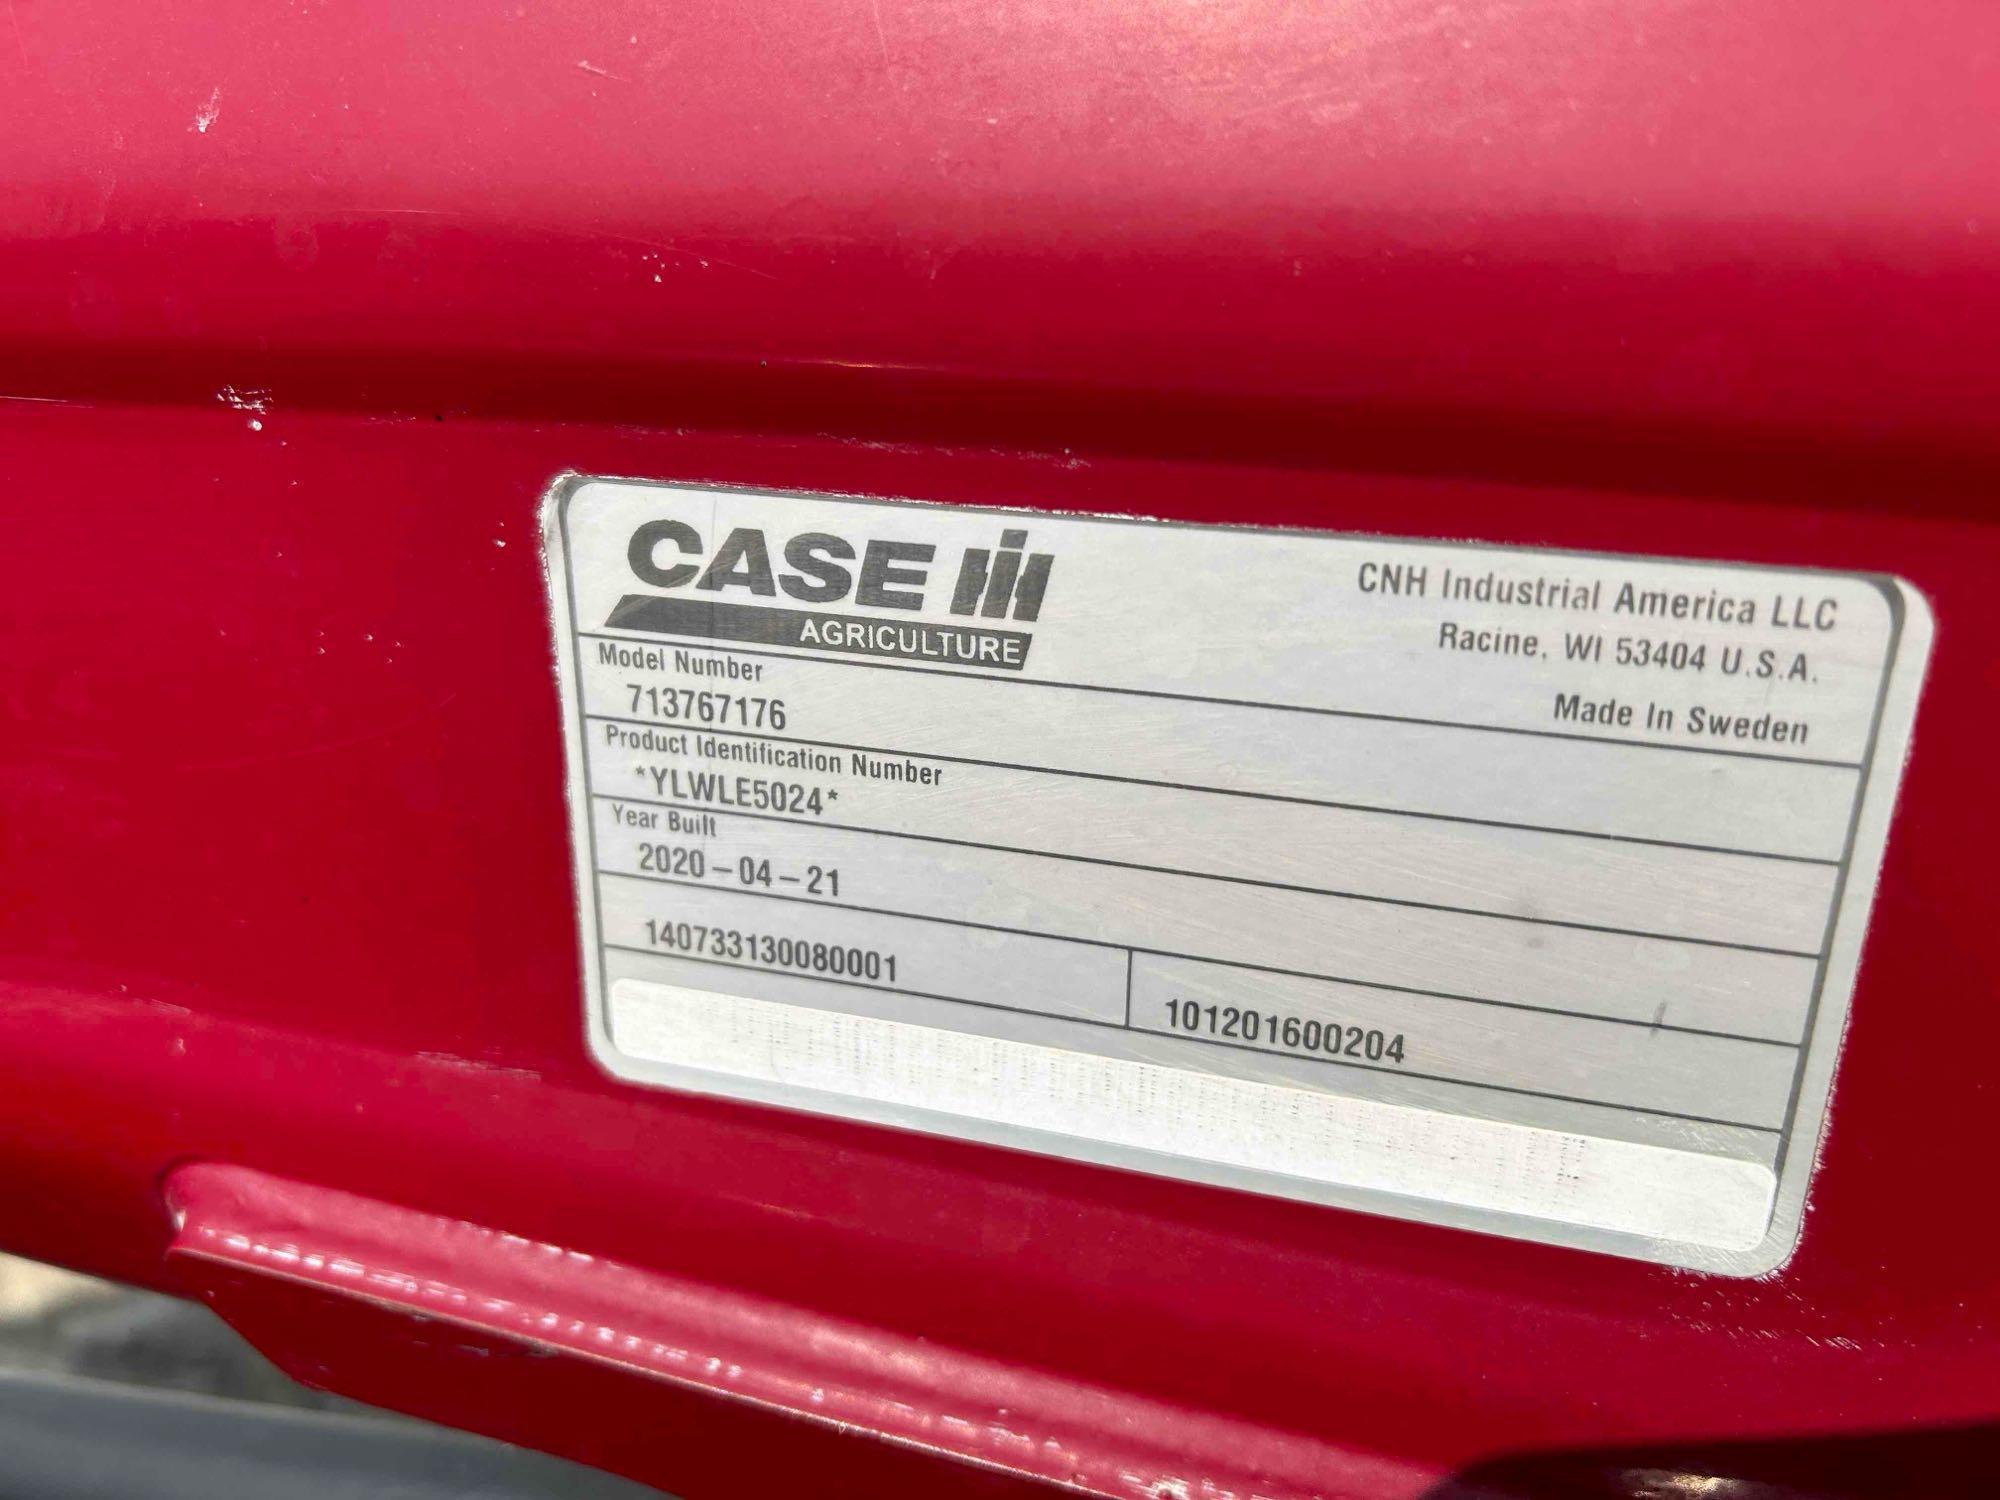 CASE IH
AGRICULTURE
CNH Industrial America LLC
Racine, WI 53404 U.S.A.
Made In Sweden
Model Number
713767176
Product Identification Number
*YLWLE5024*
Year Built
2020-04-21
140733130080001
101201600204